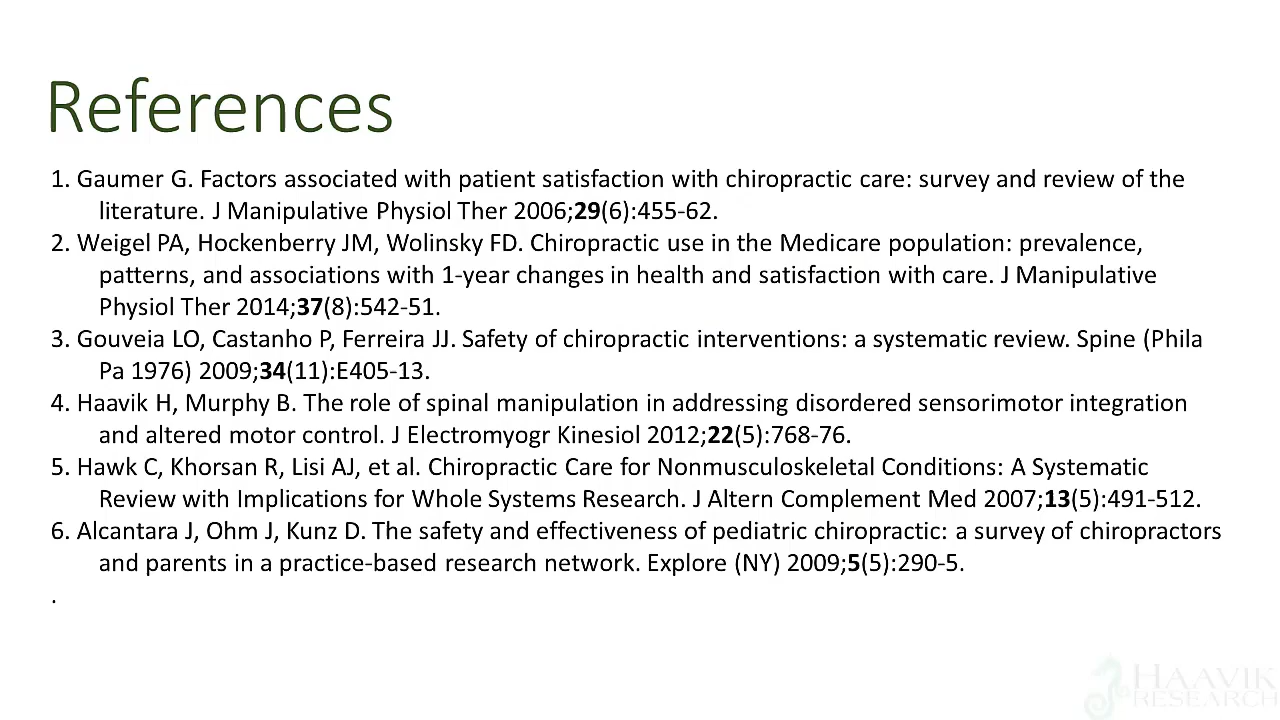 References
1. Gaumer G. Factors associated with patient satisfaction with chiropractic care: survey and review of the
literature. J Manipulative Physiol Ther 2006;29(6):455-62.
2. Weigel PA, Hockenberry JM, Wolinsky FD. Chiropractic use in the Medicare population: prevalence,
patterns, and associations with 1-year changes in health and satisfaction with care. J Manipulative
Physiol Ther 2014;37(8):542-51.
3. Gouveia LO, Castanho P, Ferreira JJ. Safety of chiropractic interventions: a systematic review. Spine (Phila
Pa 1976) 2009;34(11):E405-13.
4. Haavik H, Murphy B. The role of spinal manipulation in addressing disordered sensorimotor integration
and altered motor control. J Electromyogr Kinesiol 2012;22(5):768-76.
5. Hawk C, Khorsan R, Lisi AJ, et al. Chiropractic Care for Nonmusculoskeletal Conditions: A Systematic
Review with Implications for Whole Systems Research. J Altern Complement Med 2007;13(5):491-512.
6. Alcantara J, Ohm J, Kunz D. The safety and effectiveness of pediatric chiropractic: a survey of chiropractors
and parents in a practice-based research network. Explore (NY) 2009;5(5):290-5.
.
HAAVIK
RESEARCH